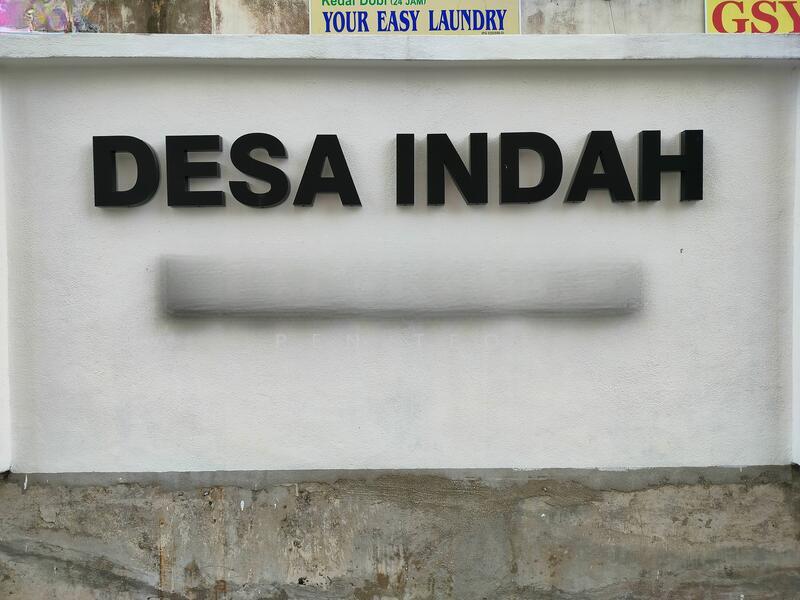 Kedai Dobi (24 JAM)
YOUR EASY LAUNDRY
GSY
DESA INDAH